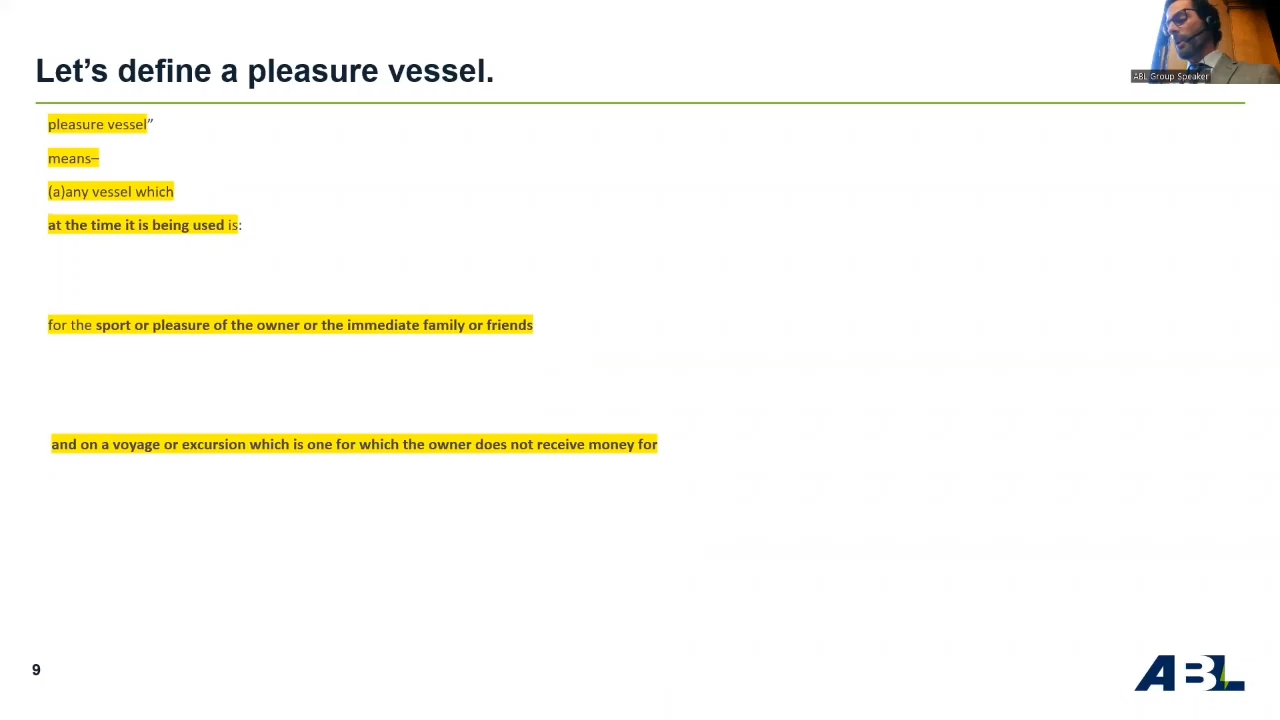 ABL Group Speaker
Let’s define a pleasure vessel.
pleasure vessel”
means–
(a)any vessel which
at the time it is being used is:
for the sport or pleasure of the owner or the immediate family or friends
and on a voyage or excursion which is one for which the owner does not receive money for
9
ABL